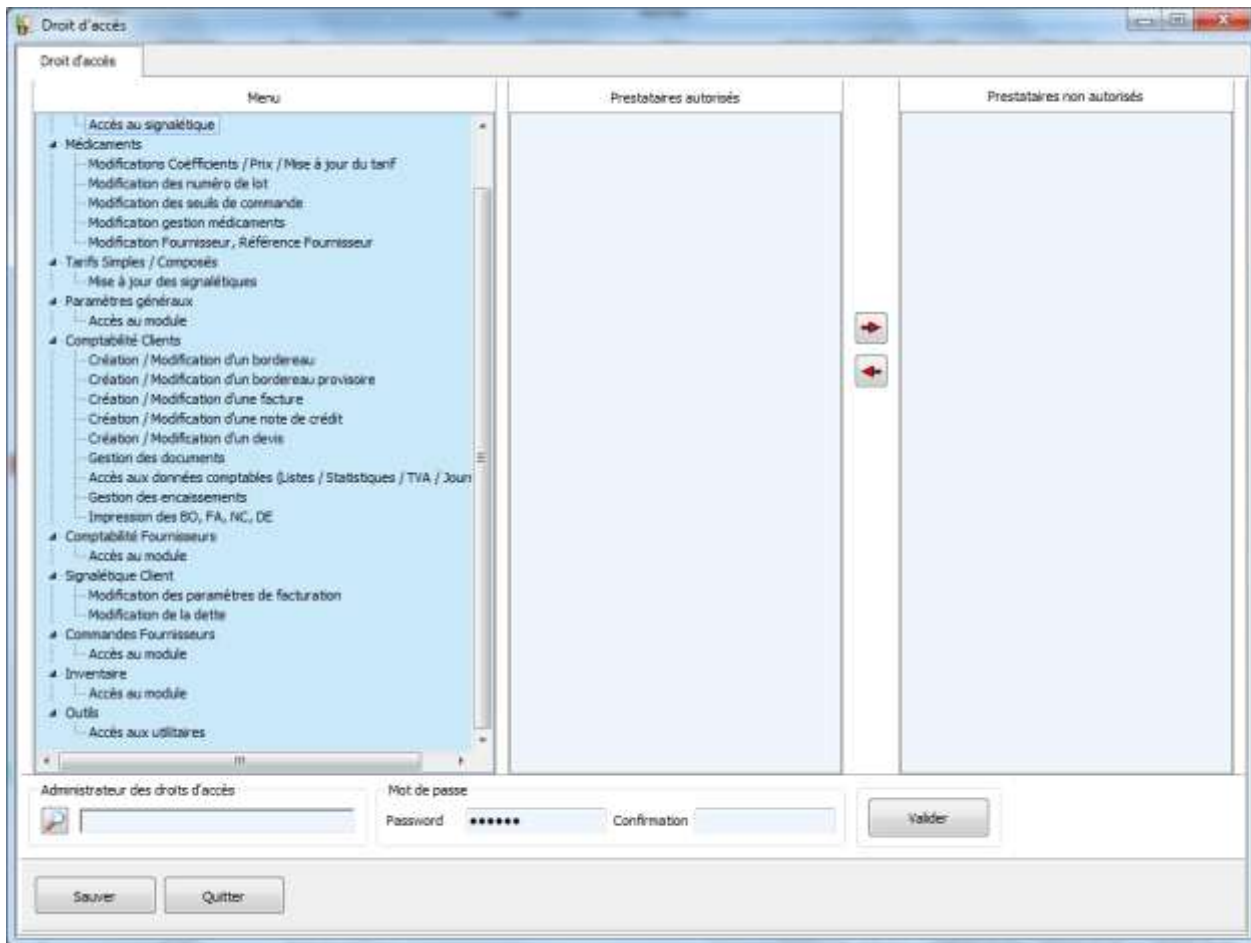 Droit d'accès
Droit d'accès
Menu
Accès au signalétique
Médicaments
Modifications Coëfficients / Prix / Mise à jour du tarif
Modification des numéro de lot
Modification des seuils de commande
Modification gestion médicaments
Modification Fournisseur, Référence Fournisseur
Tarifs Simples / Composés
Mise à jour des signalétiques
Paramètres généraux
Accès au module
Comptabilité Clients
Création / Modification d'un bordereau
Création / Modification d'un bordereau provisoire
Création / Modification d'une facture
Création / Modification d'une note de crédit
Création / Modification d'un devis
Gestion des documents
Accès aux données comptables (Listes / Statistiques / TVA / Journ
Gestion des encaissements
Impression des BO, FA, NC, DE
Comptabilité Fournisseurs
Accès au module
Signalétique Client
Modification des paramètres de facturation
Modification de la dette
Commandes Fournisseurs
Accès au module
Inventaire
Accès au module
Outils
Accès aux utilitaires
Prestataires autorisés
Prestataires non autorisés
Administrateur des droits d'accès
Mot de passe
Password ●●●●●● Confirmation
Valider
Sauver Quitter